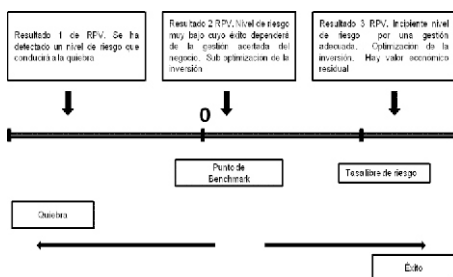 Resultado 1 de RPV. Se ha
detectado un nivel de riesgo que
conducirá a la quiebra
Resultado 2 RPV. Nivel de riesgo
muy bajo cuyo éxito dependerá
de la gestión acertada del
negocio. Sub optimizacion de la
inversión
Resultado 3 RPV. Incipiente nivel
de riesgo por una gestión
adecuada. Optimización de la
inversión. Hay valor economico
residual
0
Punto de
Benchmark
Tasa libre de riesgo
Quiebra
Éxito